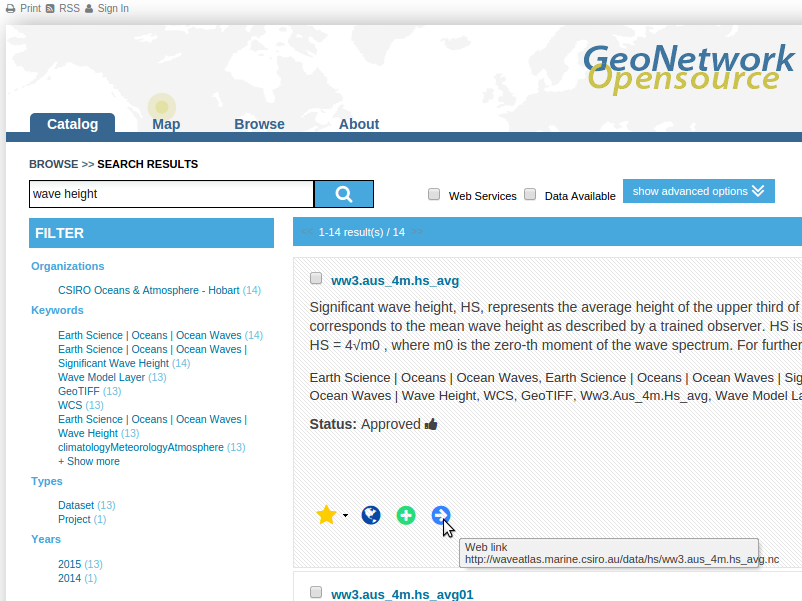 Print RSS Sign In
GeoNetwork
Opensource
Catalog Map Browse About
BROWSE >> SEARCH RESULTS
wave height
Web Services Data Available show advanced options
FILTER
<< 1-14 result(s) / 14 >>
Organizations
CSIRO Oceans & Atmosphere - Hobart (14)
Keywords
Earth Science | Oceans | Ocean Waves (14)
Earth Science | Oceans | Ocean Waves |
Significant Wave Height (14)
Wave Model Layer (13)
GeoTIFF (13)
WCS (13)
Earth Science | Oceans | Ocean Waves |
Wave Height (13)
climatologyMeteorologyAtmosphere (13)
+ Show more
Types
Dataset (13)
Project (1)
Years
2015 (13)
2014 (1)
ww3.aus_4m.hs_avg
Significant wave height, HS, represents the average height of the upper third of
corresponds to the mean wave height as described by a trained observer. HS is
HS = 4√m0 , where m0 is the zero-th moment of the wave spectrum. For further
Earth Science | Oceans | Ocean Waves, Earth Science | Oceans | Ocean Waves | Sig
Ocean Waves | Wave Height, WCS, GeoTIFF, Ww3.Aus_4m.Hs_avg, Wave Model La
Status: Approved
Web link
http://waveatlas.marine.csiro.au/data/hs/ww3.aus_4m.hs_avg.nc
ww3.aus_4m.hs_avg01